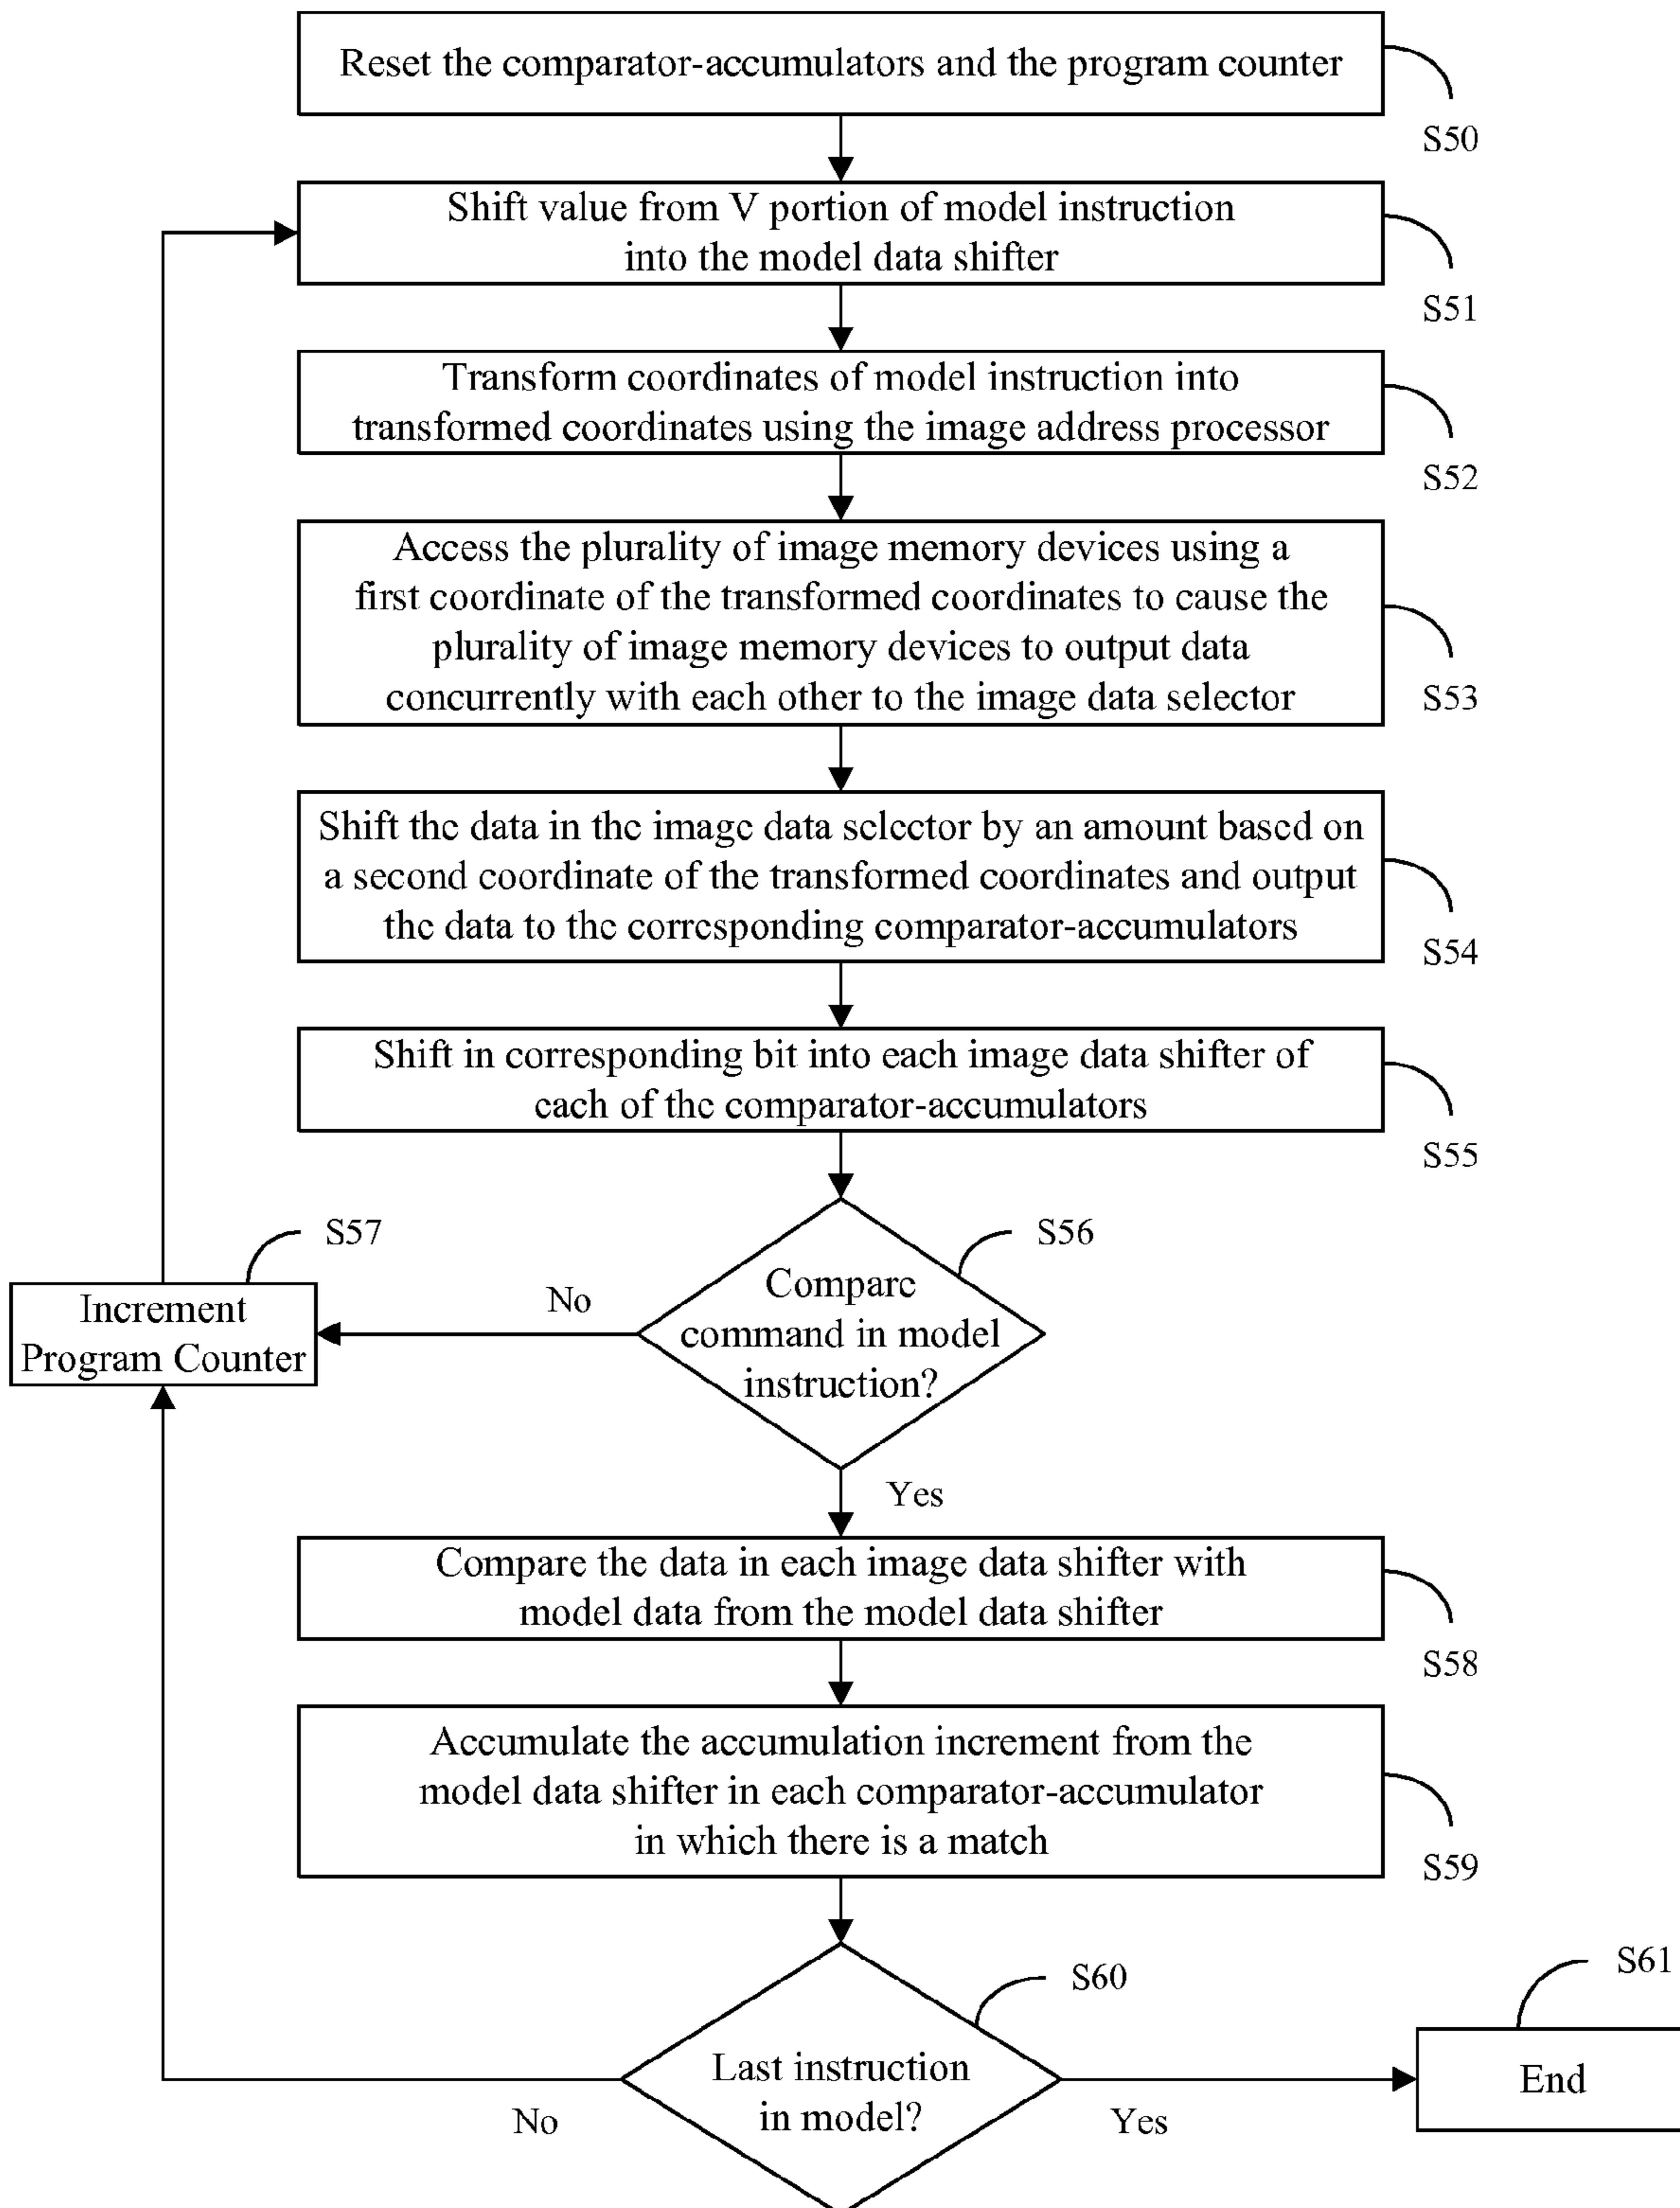 Reset the comparator-accumulators and the program counter
S50
Shift value from V portion of model instruction
into the model data shifter
S51
Transform coordinates of model instruction into
transformed coordinates using the image address processor
S52
Access the plurality of image memory devices using a
first coordinate of the transformed coordinates to cause the
plurality of image memory devices to output data
concurrently with each other to the image data selector
S53
Shift the data in the image data selector by an amount based on
a second coordinate of the transformed coordinates and output
the data to the corresponding comparator-accumulators
S54
Shift in corresponding bit into each image data shifter of
each of the comparator-accumulators
S55
S57
Increment
Program Counter
No
S56
Compare
command in model
instruction?
Yes
Compare the data in each image data shifter with
model data from the model data shifter
S58
Accumulate the accumulation increment from the
model data shifter in each comparator-accumulator
in which there is a match
S59
S60
Last instruction
in model?
No
Yes
S61
End